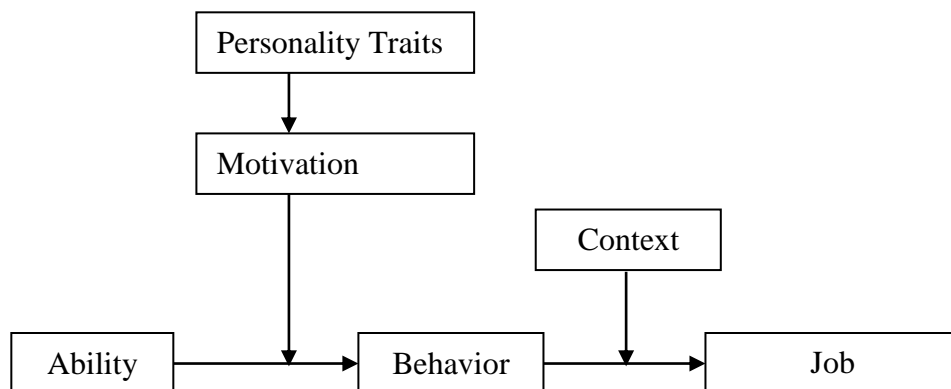 Personality Traits
Motivation
Context
Ability
Behavior
Job